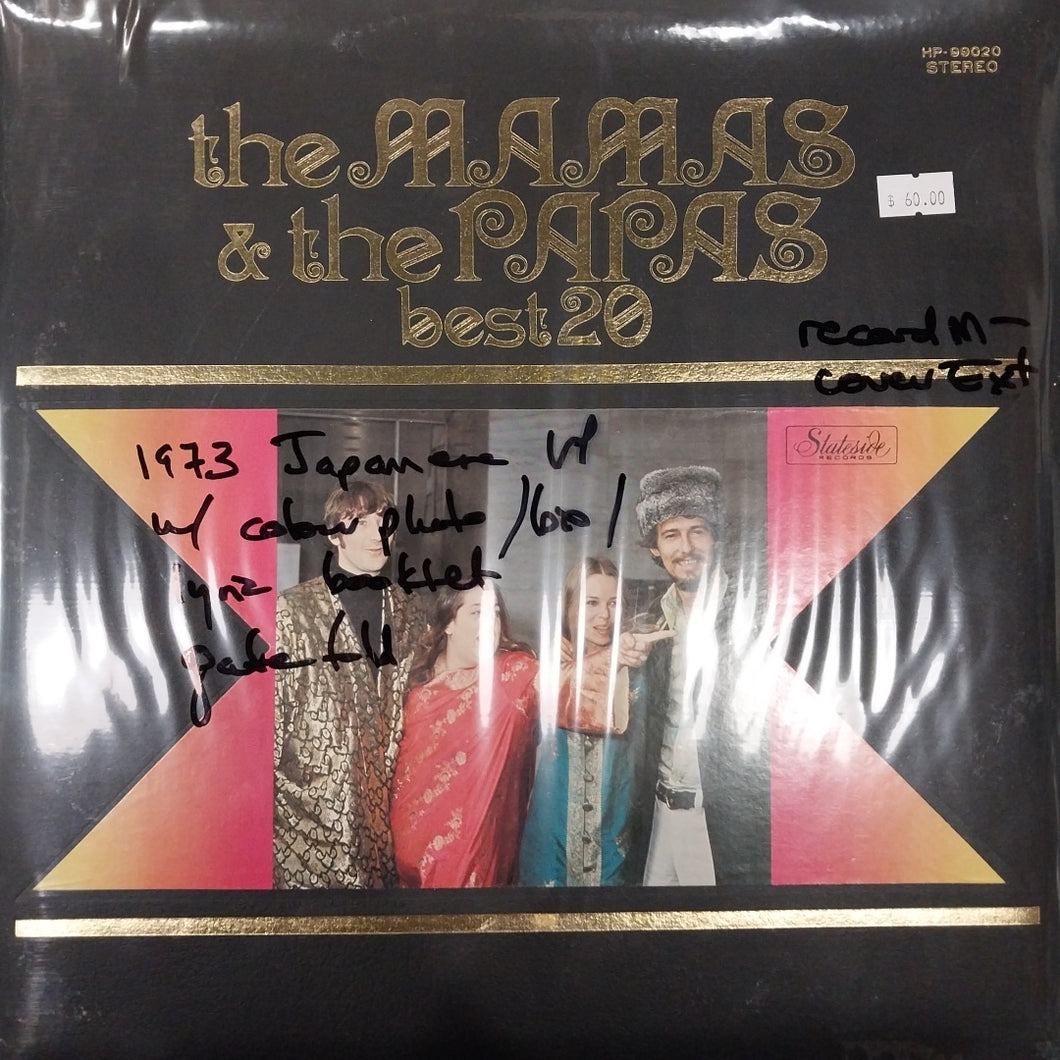 HP-99020
STEREO
the MAMAS
$ 60.00
& the PAPAS
best 20
record M-
cover Ext
Stateside
RECORDS
1973 Japanese LP
w/ colour photo /bio/
lyric booklet
gatefold